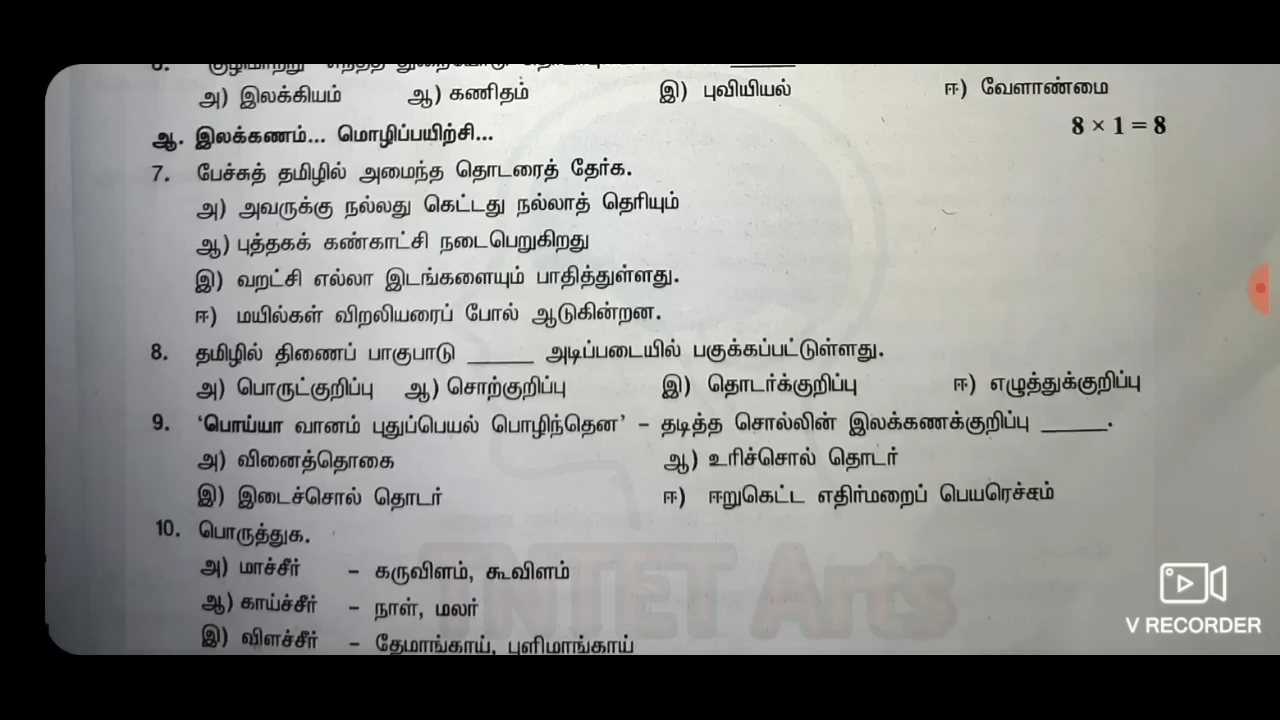 அ) இலக்கியம் ஆ) கணிதம் இ) புவியியல் ஈ) வேளாண்மை
ஆ. இலக்கணம்... மொழிப்பயிற்சி... 8 × 1 = 8
7. பேச்சுத் தமிழில் அமைந்த தொடரைத் தேர்க.
அ) அவருக்கு நல்லது கெட்டது நல்லாத் தெரியும்
ஆ) புத்தகக் கண்காட்சி நடைபெறுகிறது
இ) வறட்சி எல்லா இடங்களையும் பாதித்துள்ளது.
ஈ) மயில்கள் விறலியரைப் போல் ஆடுகின்றன.
8. தமிழில் திணைப் பாகுபாடு ______ அடிப்படையில் பகுக்கப்பட்டுள்ளது.
அ) பொருட்குறிப்பு ஆ) சொற்குறிப்பு இ) தொடர்க்குறிப்பு ஈ) எழுத்துக்குறிப்பு
9. ‘பொய்யா வானம் புதுப்பெயல் பொழிந்தென’ – தடித்த சொல்லின் இலக்கணக்குறிப்பு ______.
அ) வினைத்தொகை ஆ) உரிச்சொல் தொடர்
இ) இடைச்சொல் தொடர் ஈ) ஈறுகெட்ட எதிர்மறைப் பெயரெச்சம்
10. பொருத்துக.
அ) மாச்சீர் – கருவிளம், கூவிளம்
ஆ) காய்ச்சீர் – நாள், மலர்
இ) விளச்சீர் – தேமாங்காய், புளிமாங்காய்
TNTET Arts
V RECORDER